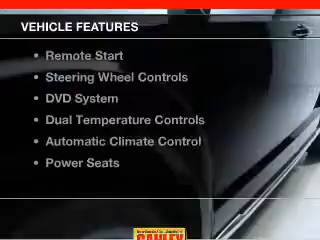 VEHICLE FEATURES
• Remote Start
• Steering Wheel Controls
• DVD System
• Dual Temperature Controls
• Automatic Climate Control
• Power Seats